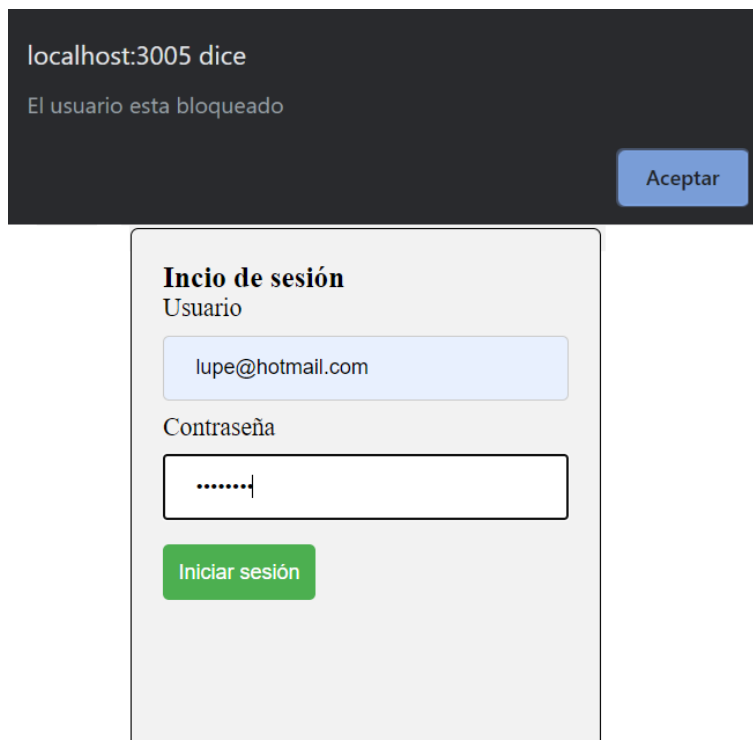 localhost:3005 dice
El usuario esta bloqueado
Aceptar
Incio de sesión
Usuario
lupe@hotmail.com
Contraseña
••••••••
Iniciar sesión